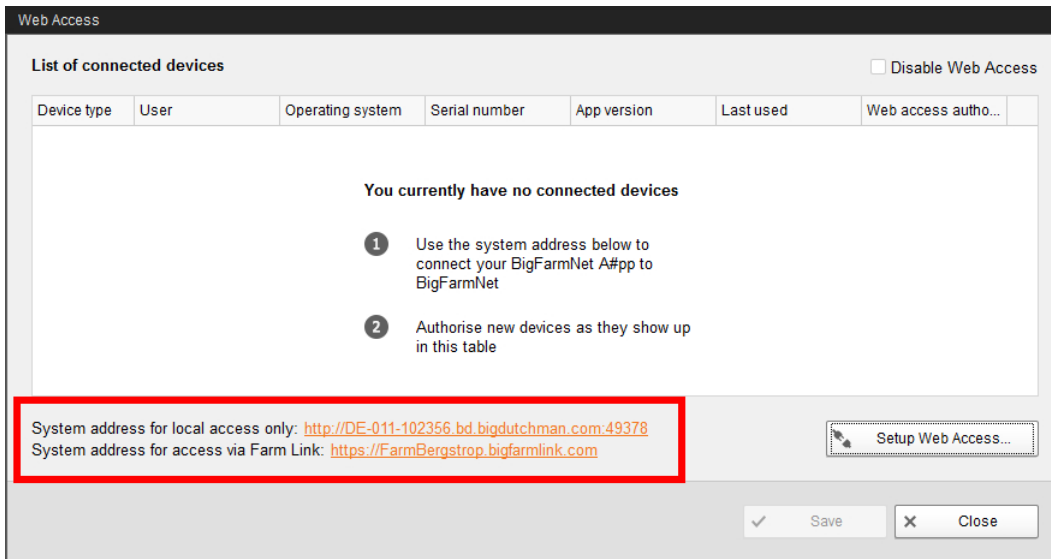 Web Access
List of connected devices
Disable Web Access
Device type User Operating system Serial number App version Last used Web access autho...
You currently have no connected devices
1 Use the system address below to
connect your BigFarmNet A#pp to
BigFarmNet
2 Authorise new devices as they show up
in this table
System address for local access only: http://DE-011-102356.bd.bigdutchman.com:49378
System address for access via Farm Link: https://FarmBergstrop.bigfarmlink.com
Setup Web Access...
Save Close